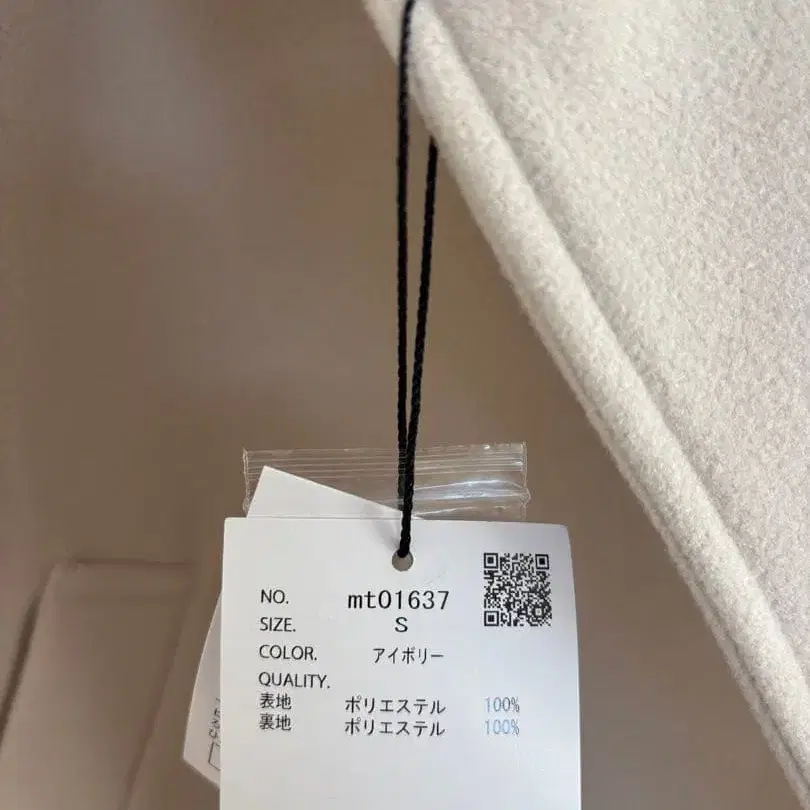 NO. mt01637
SIZE. S
COLOR. アイボリー
QUALITY.
表地 ポリエステル 100%
裏地 ポリエステル 100%